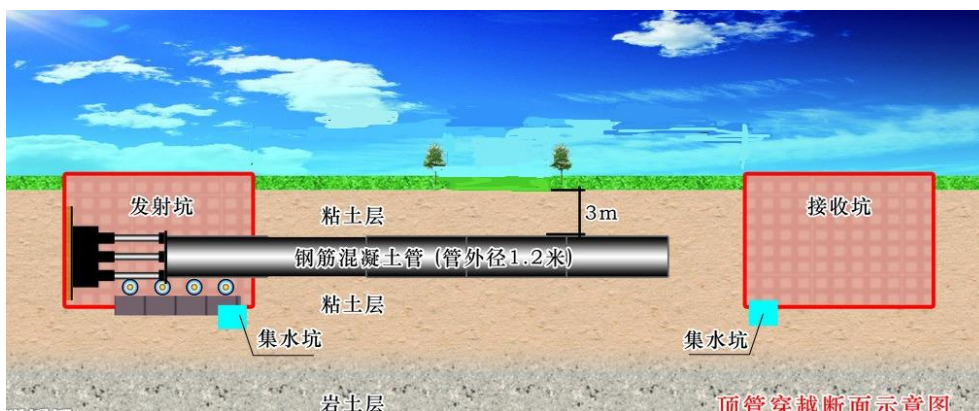 发射坑
接收坑
粘土层
3m
钢筋混凝土管 (管外径1.2米)
粘土层
集水坑
集水坑
岩土层
顶管穿越断面示意图